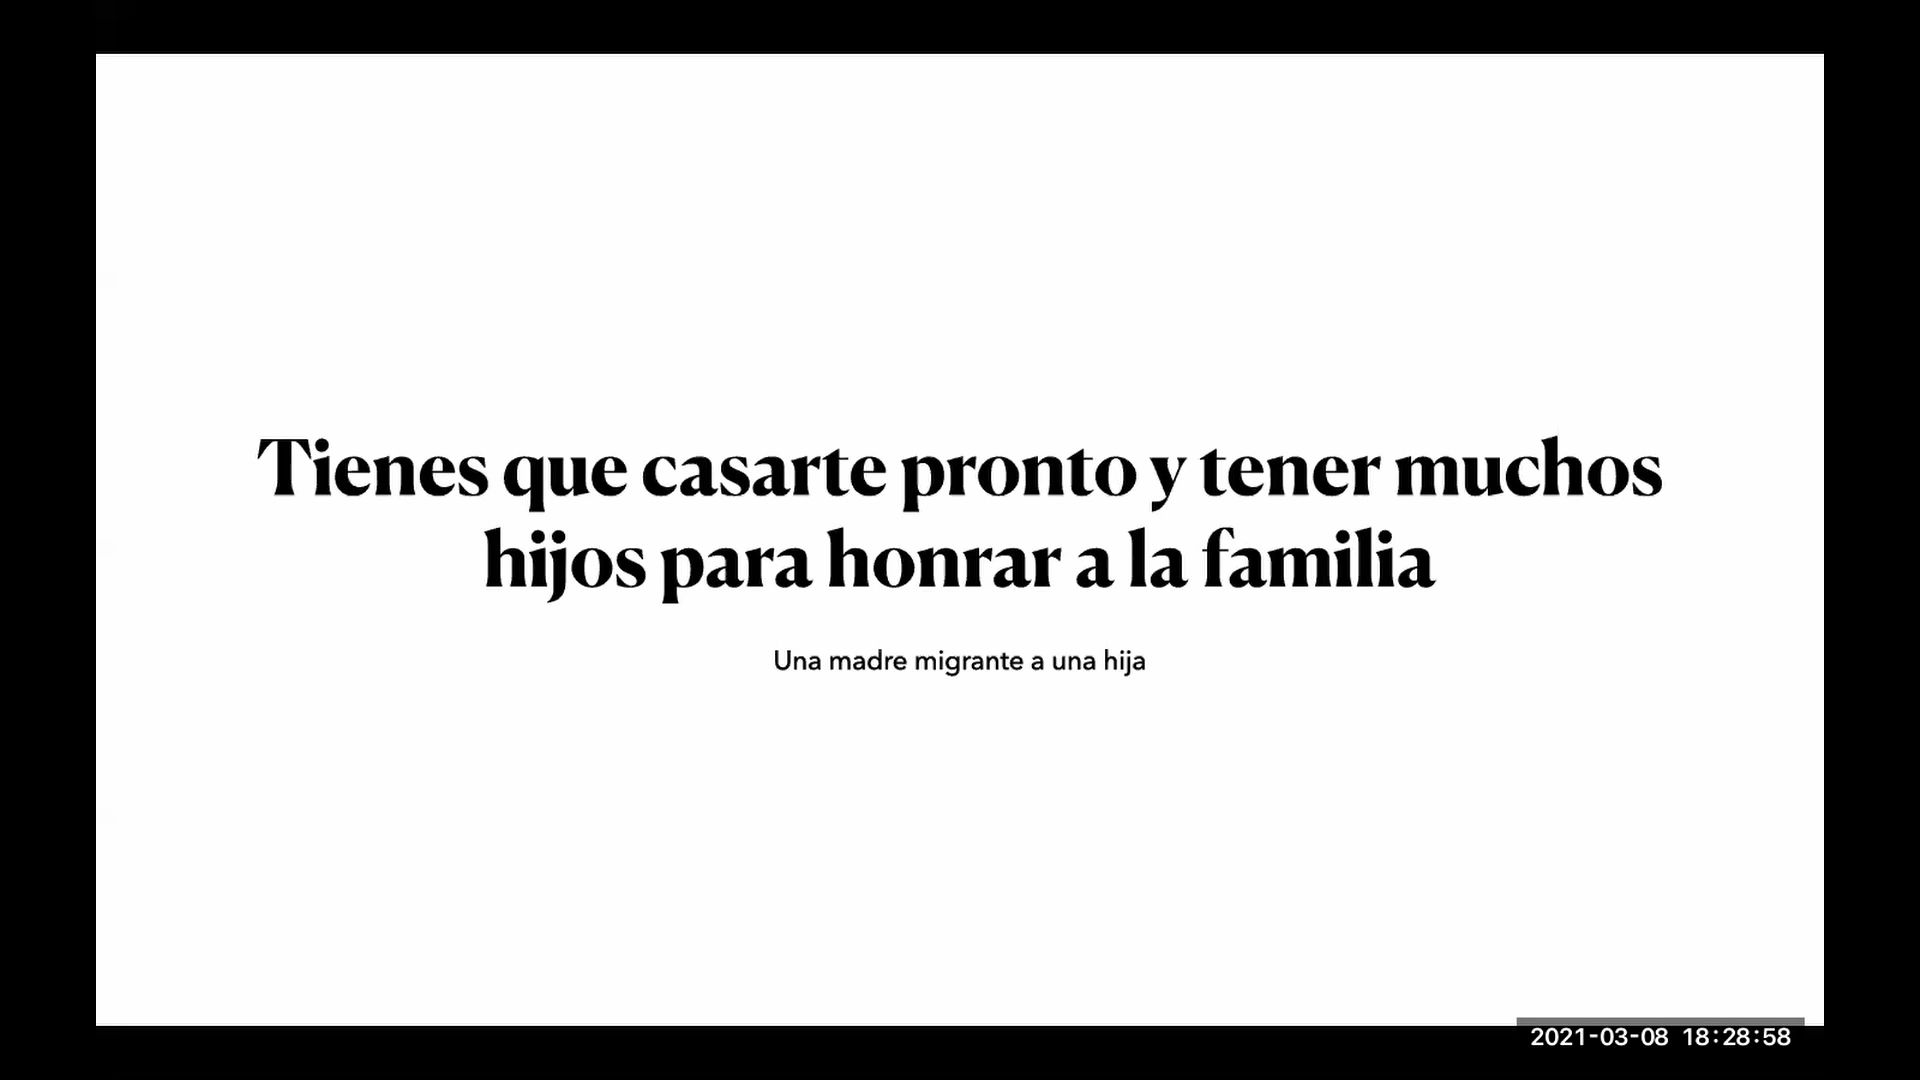 Tienes que casarte pronto y tener muchos
hijos para honrar a la familia
Una madre migrante a una hija
2021-03-08 18:28:58